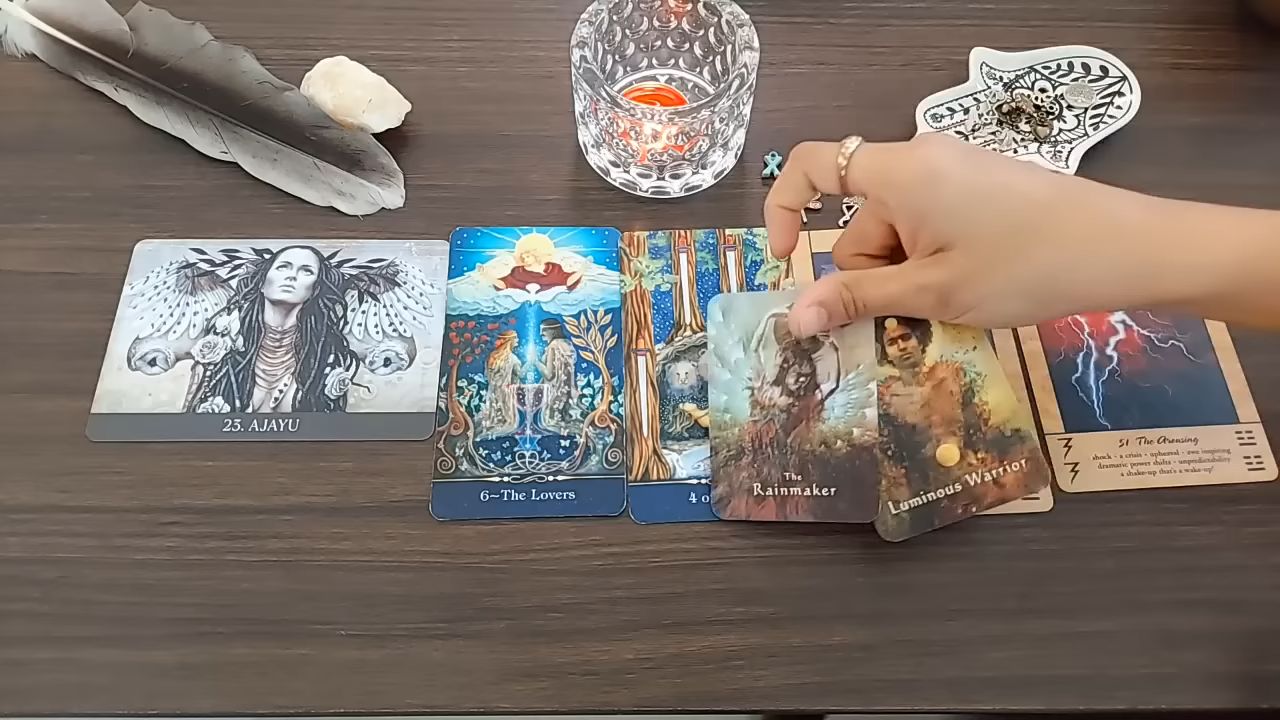 23. AJAYU
6~The Lovers
4 o
The
Rainmaker
Luminous Warrior
51 The Arousing
shock - a crisis - upheaval - awe inspiring
dramatic power shifts - unpredictability
a shake-up that's a wake-up!